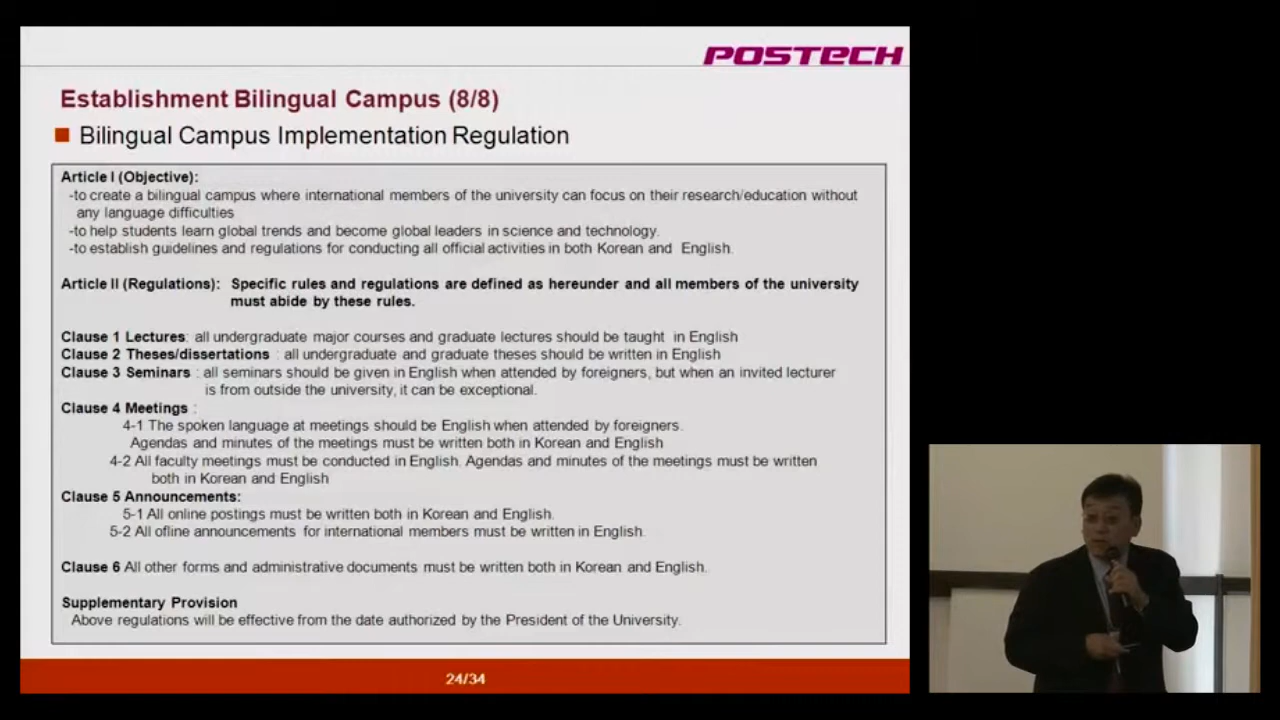 POSTECH
Establishment Bilingual Campus (8/8)
Bilingual Campus Implementation Regulation
Article I (Objective):
-to create a bilingual campus where international members of the university can focus on their research/education without
any language difficulties
-to help students learn global trends and become global leaders in science and technology.
-to establish guidelines and regulations for conducting all official activities in both Korean and English.
Article II (Regulations): Specific rules and regulations are defined as hereunder and all members of the university
must abide by these rules.
Clause 1 Lectures: all undergraduate major courses and graduate lectures should be taught in English
Clause 2 Theses/dissertations : all undergraduate and graduate theses should be written in English
Clause 3 Seminars : all seminars should be given in English when attended by foreigners, but when an invited lecturer
is from outside the university, it can be exceptional.
Clause 4 Meetings :
4-1 The spoken language at meetings should be English when attended by foreigners.
Agendas and minutes of the meetings must be written both in Korean and English
4-2 All faculty meetings must be conducted in English. Agendas and minutes of the meetings must be written
both in Korean and English
Clause 5 Announcements:
5-1 All online postings must be written both in Korean and English.
5-2 All ofline announcements for international members must be written in English.
Clause 6 All other forms and administrative documents must be written both in Korean and English.
Supplementary Provision
Above regulations will be effective from the date authorized by the President of the University.
24/34